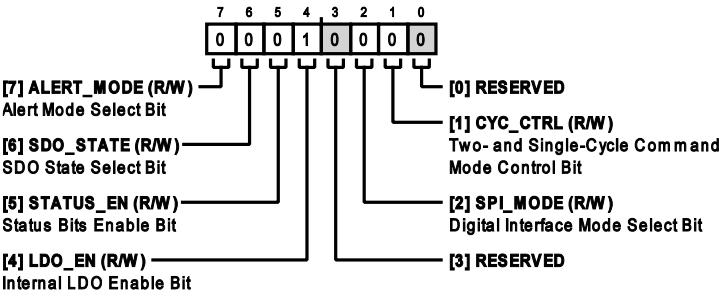 7 6 5 4 3 2 1 0
0 0 0 1 0 0 0 0
[7] ALERT_MODE (R/W)
Alert Mode Select Bit
[6] SDO_STATE (R/W)
SDO State Select Bit
[5] STATUS_EN (R/W)
Status Bits Enable Bit
[4] LDO_EN (R/W)
Internal LDO Enable Bit
[0] RESERVED
[1] CYC_CTRL (R/W)
Two- and Single-Cycle Command
Mode Control Bit
[2] SPI_MODE (R/W)
Digital Interface Mode Select Bit
[3] RESERVED